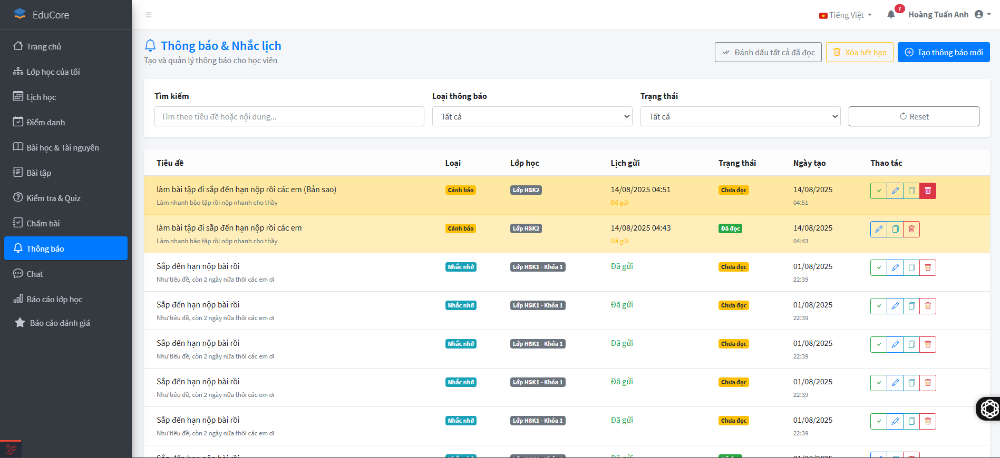 EduCore
Tiếng Việt
7
Hoàng Tuấn Anh
Trang chủ
Lớp học của tôi
Lịch học
Điểm danh
Bài học & Tài nguyên
Bài tập
Kiểm tra & Quiz
Chấm bài
Thông báo
Chat
Báo cáo lớp học
Báo cáo đánh giá
Thông báo & Nhắc lịch
Tạo và quản lý thông báo cho học viên
Đánh dấu tất cả đã đọc
Xóa hết hạn
Tạo thông báo mới
Tìm kiếm
Loại thông báo
Trạng thái
Tìm theo tiêu đề hoặc nội dung...
Tất cả
Tất cả
Reset
Tiêu đề Loại Lớp học Lịch gửi Trạng thái Ngày tạo Thao tác
làm bài tập đi sắp đến hạn nộp rồi các em (Bản sao) Cảnh báo Lớp HSK2 14/08/2025 04:51 Chưa đọc 14/08/2025
Làm nhanh bào tập rồi nộp nhanh cho thầy Đã gửi 04:51
làm bài tập đi sắp đến hạn nộp rồi các em Cảnh báo Lớp HSK2 14/08/2025 04:43 Đã đọc 14/08/2025
Làm nhanh bào tập rồi nộp nhanh cho thầy Đã gửi 04:43
Sắp đến hạn nộp bài rồi Nhắc nhở Lớp HSK1 - Khóa 1 Đã gửi Chưa đọc 01/08/2025
Như tiêu đề, còn 2 ngày nữa thôi các em ơi 22:39
Sắp đến hạn nộp bài rồi Nhắc nhở Lớp HSK1 - Khóa 1 Đã gửi Chưa đọc 01/08/2025
Như tiêu đề, còn 2 ngày nữa thôi các em ơi 22:39
Sắp đến hạn nộp bài rồi Nhắc nhở Lớp HSK1 - Khóa 1 Đã gửi Chưa đọc 01/08/2025
Như tiêu đề, còn 2 ngày nữa thôi các em ơi 22:39
Sắp đến hạn nộp bài rồi Nhắc nhở Lớp HSK1 - Khóa 1 Đã gửi Chưa đọc 01/08/2025
Như tiêu đề, còn 2 ngày nữa thôi các em ơi 22:39
Sắp đến hạn nộp bài rồi Nhắc nhở Lớp HSK1 - Khóa 1 Đã gửi Chưa đọc 01/08/2025
Như tiêu đề, còn 2 ngày nữa thôi các em ơi 22:39